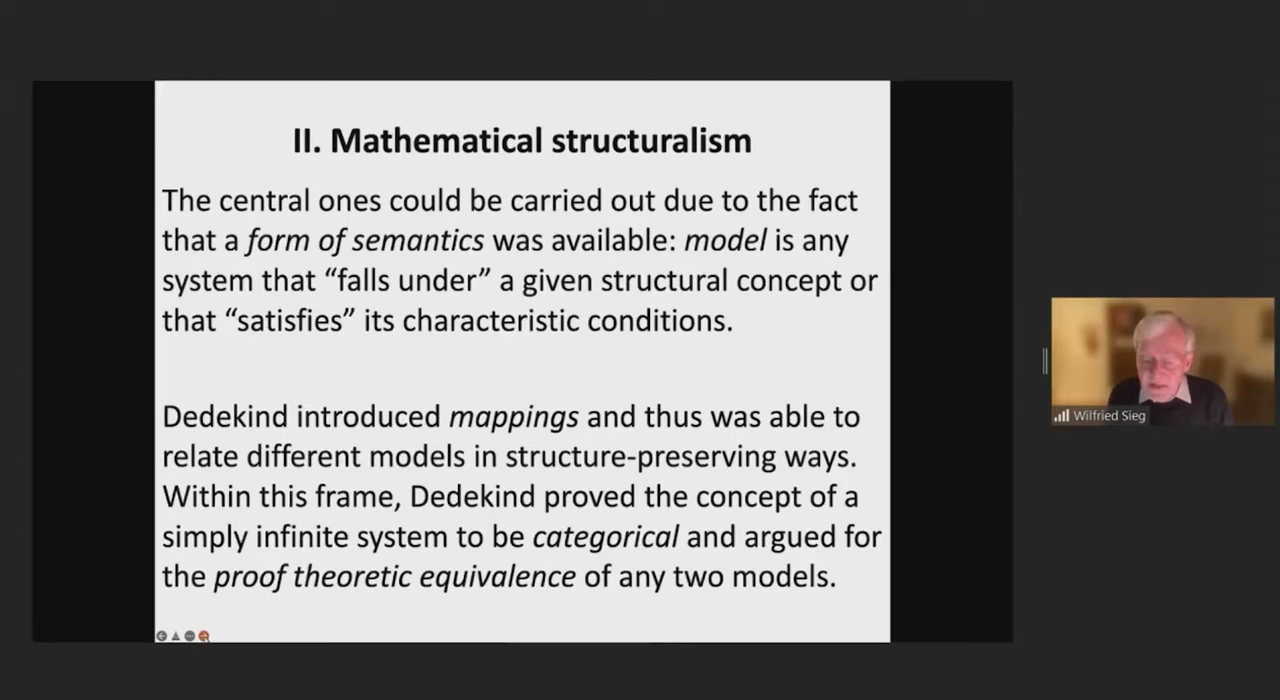 II. Mathematical structuralism
The central ones could be carried out due to the fact
that a form of semantics was available: model is any
system that “falls under” a given structural concept or
that “satisfies” its characteristic conditions.
Dedekind introduced mappings and thus was able to
relate different models in structure-preserving ways.
Within this frame, Dedekind proved the concept of a
simply infinite system to be categorical and argued for
the proof theoretic equivalence of any two models.
Wilfried Sieg